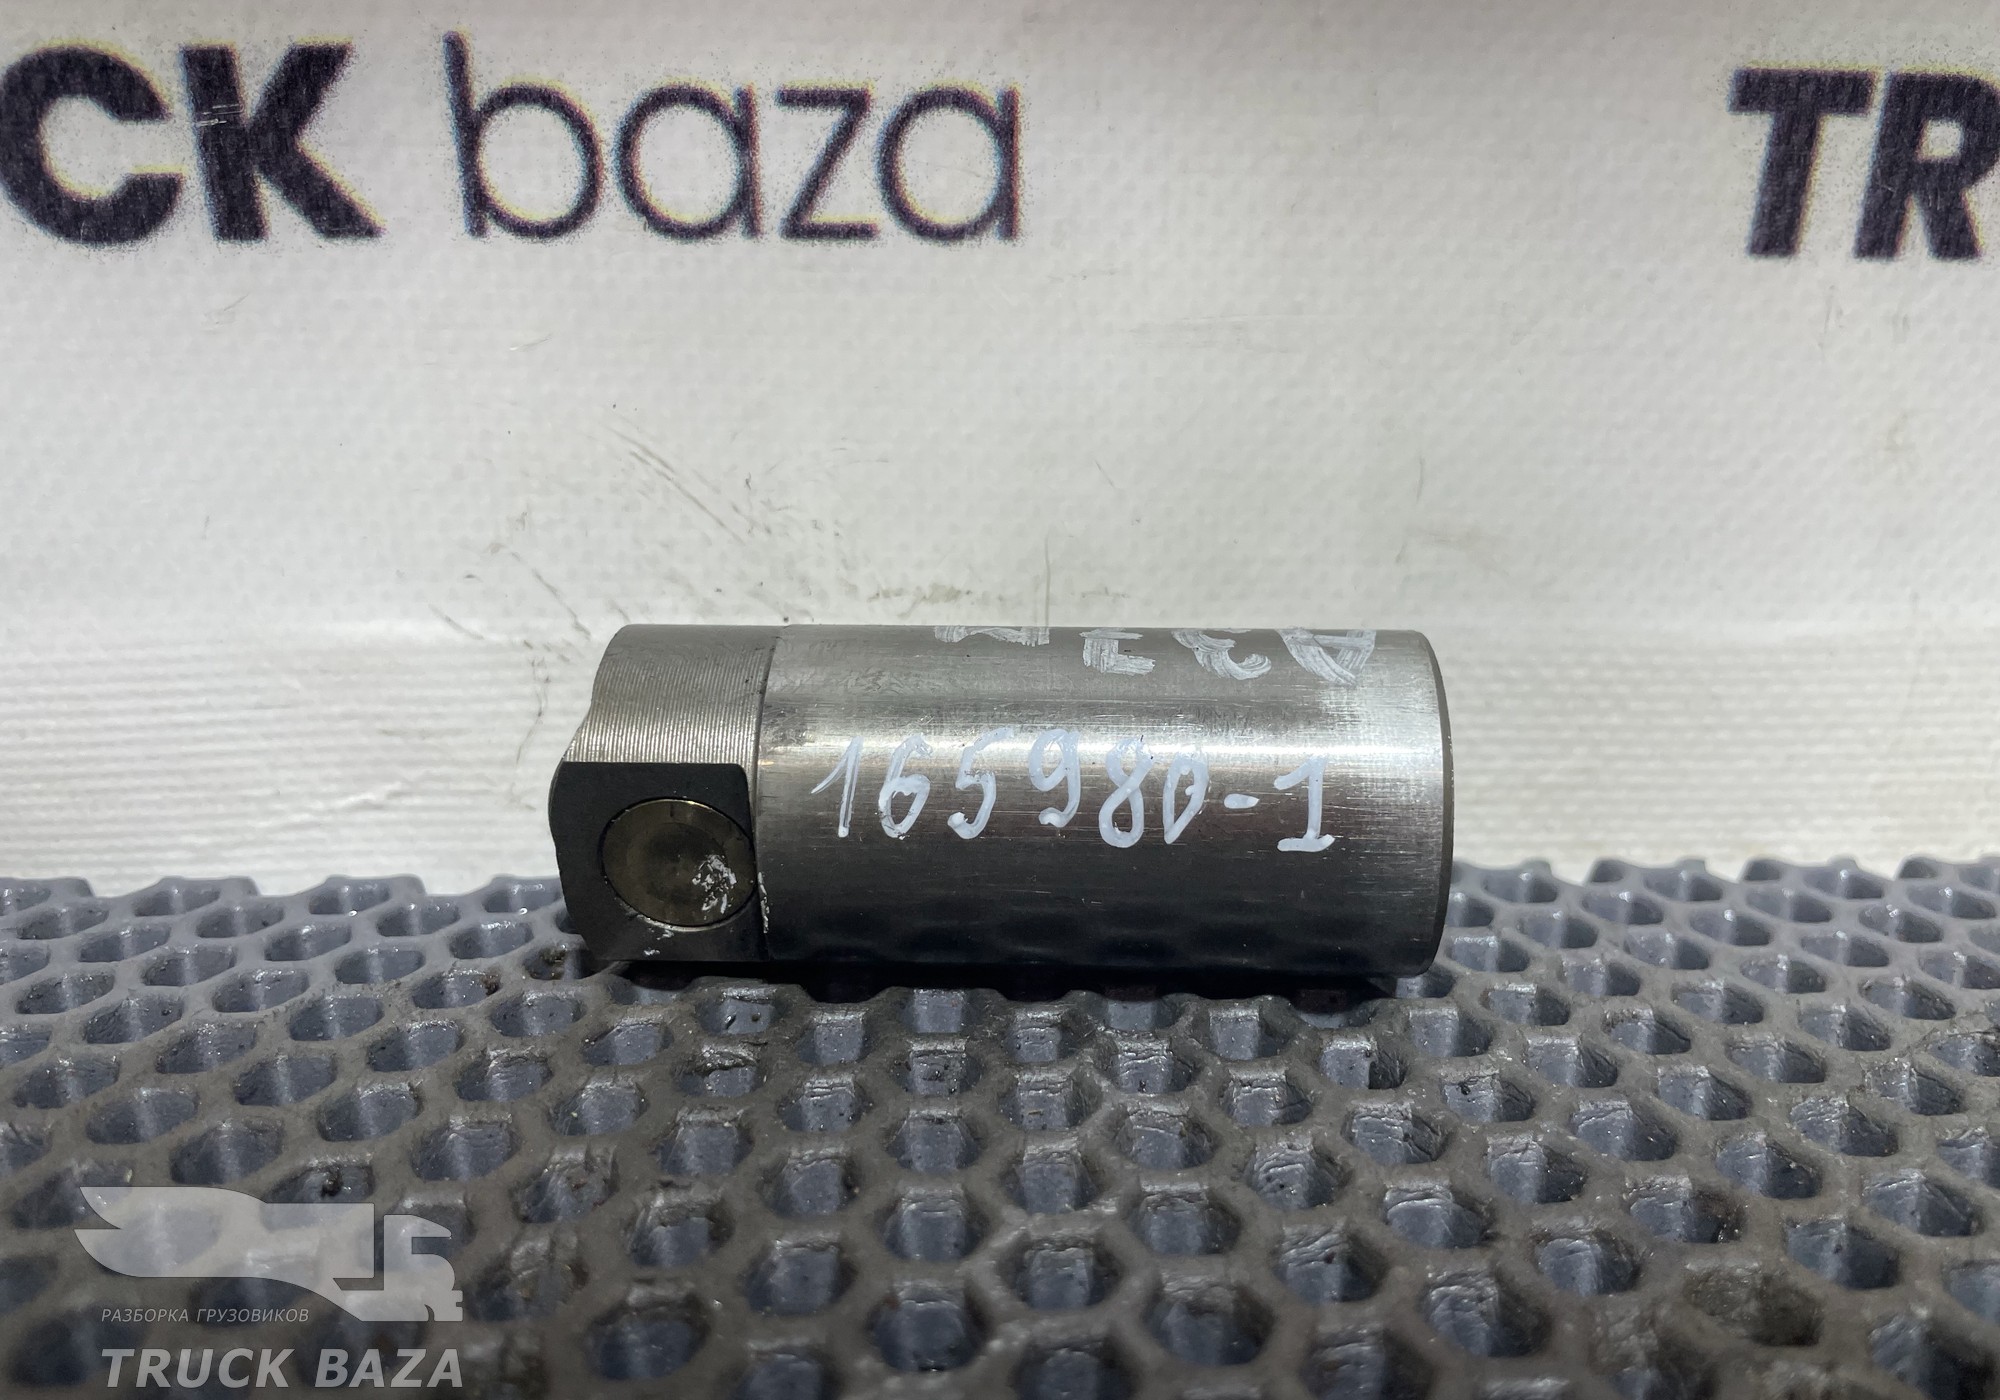 CK baza TR
165980-1
РАЗБОРКА ГРУЗОВИКОВ
TRUCK BAZA